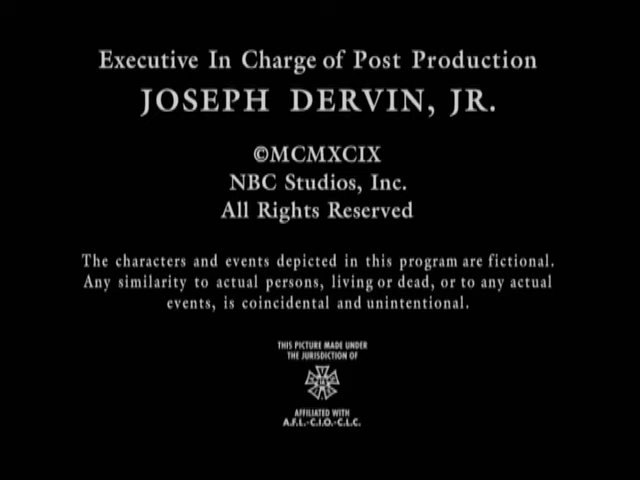 Executive In Charge of Post Production
JOSEPH DERVIN, JR.
©MCMXCIX
NBC Studios, Inc.
All Rights Reserved
The characters and events depicted in this program are fictional.
Any similarity to actual persons, living or dead, or to any actual
events, is coincidental and unintentional.
THIS PICTURE MADE UNDER
THE JURISDICTION OF
AFFILIATED WITH
A.F.L.-C.I.O.-C.L.C.